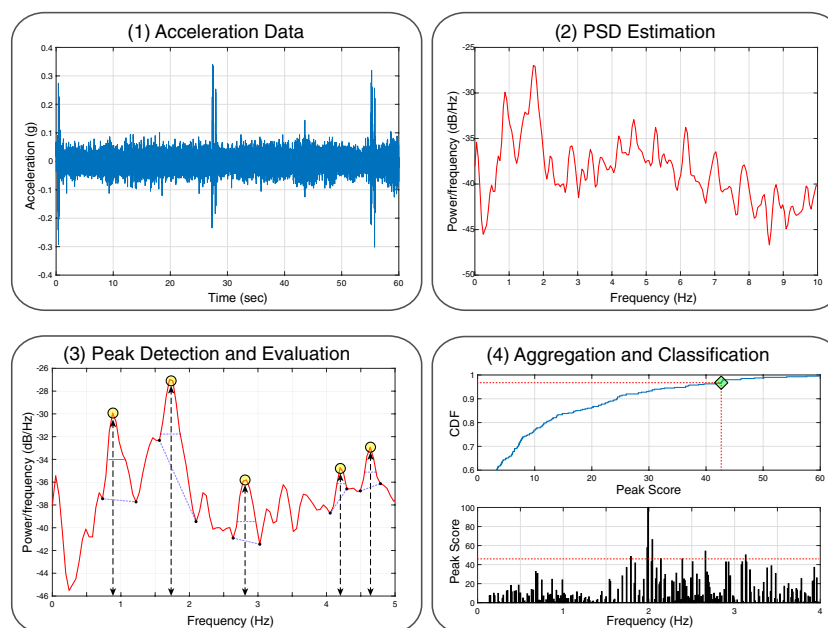 (1) Acceleration Data
0.4
0.3
0.2
0.1
0
0.1
0.2
0.3
0.4
Acceleration (g)
0 10 20 30 40 50 60
Time (sec)
(2) PSD Estimation
-25
-30
-35
-40
-45
-50
Power/frequency (dB/Hz)
0 1 2 3 4 5 6 7 8 9 10
Frequency (Hz)
(3) Peak Detection and Evaluation
-26
-28
-30
-32
-34
-36
-38
-40
-42
-44
-46
Power/frequency (dB/Hz)
0 1 2 3 4 5
Frequency (Hz)
(4) Aggregation and Classification
1
0.9
0.8
0.7
0.6
CDF
0 10 20 30 40 50 60
Peak Score
100
80
60
40
20
0
Peak Score
0 1 2 3 4
Frequency (Hz)